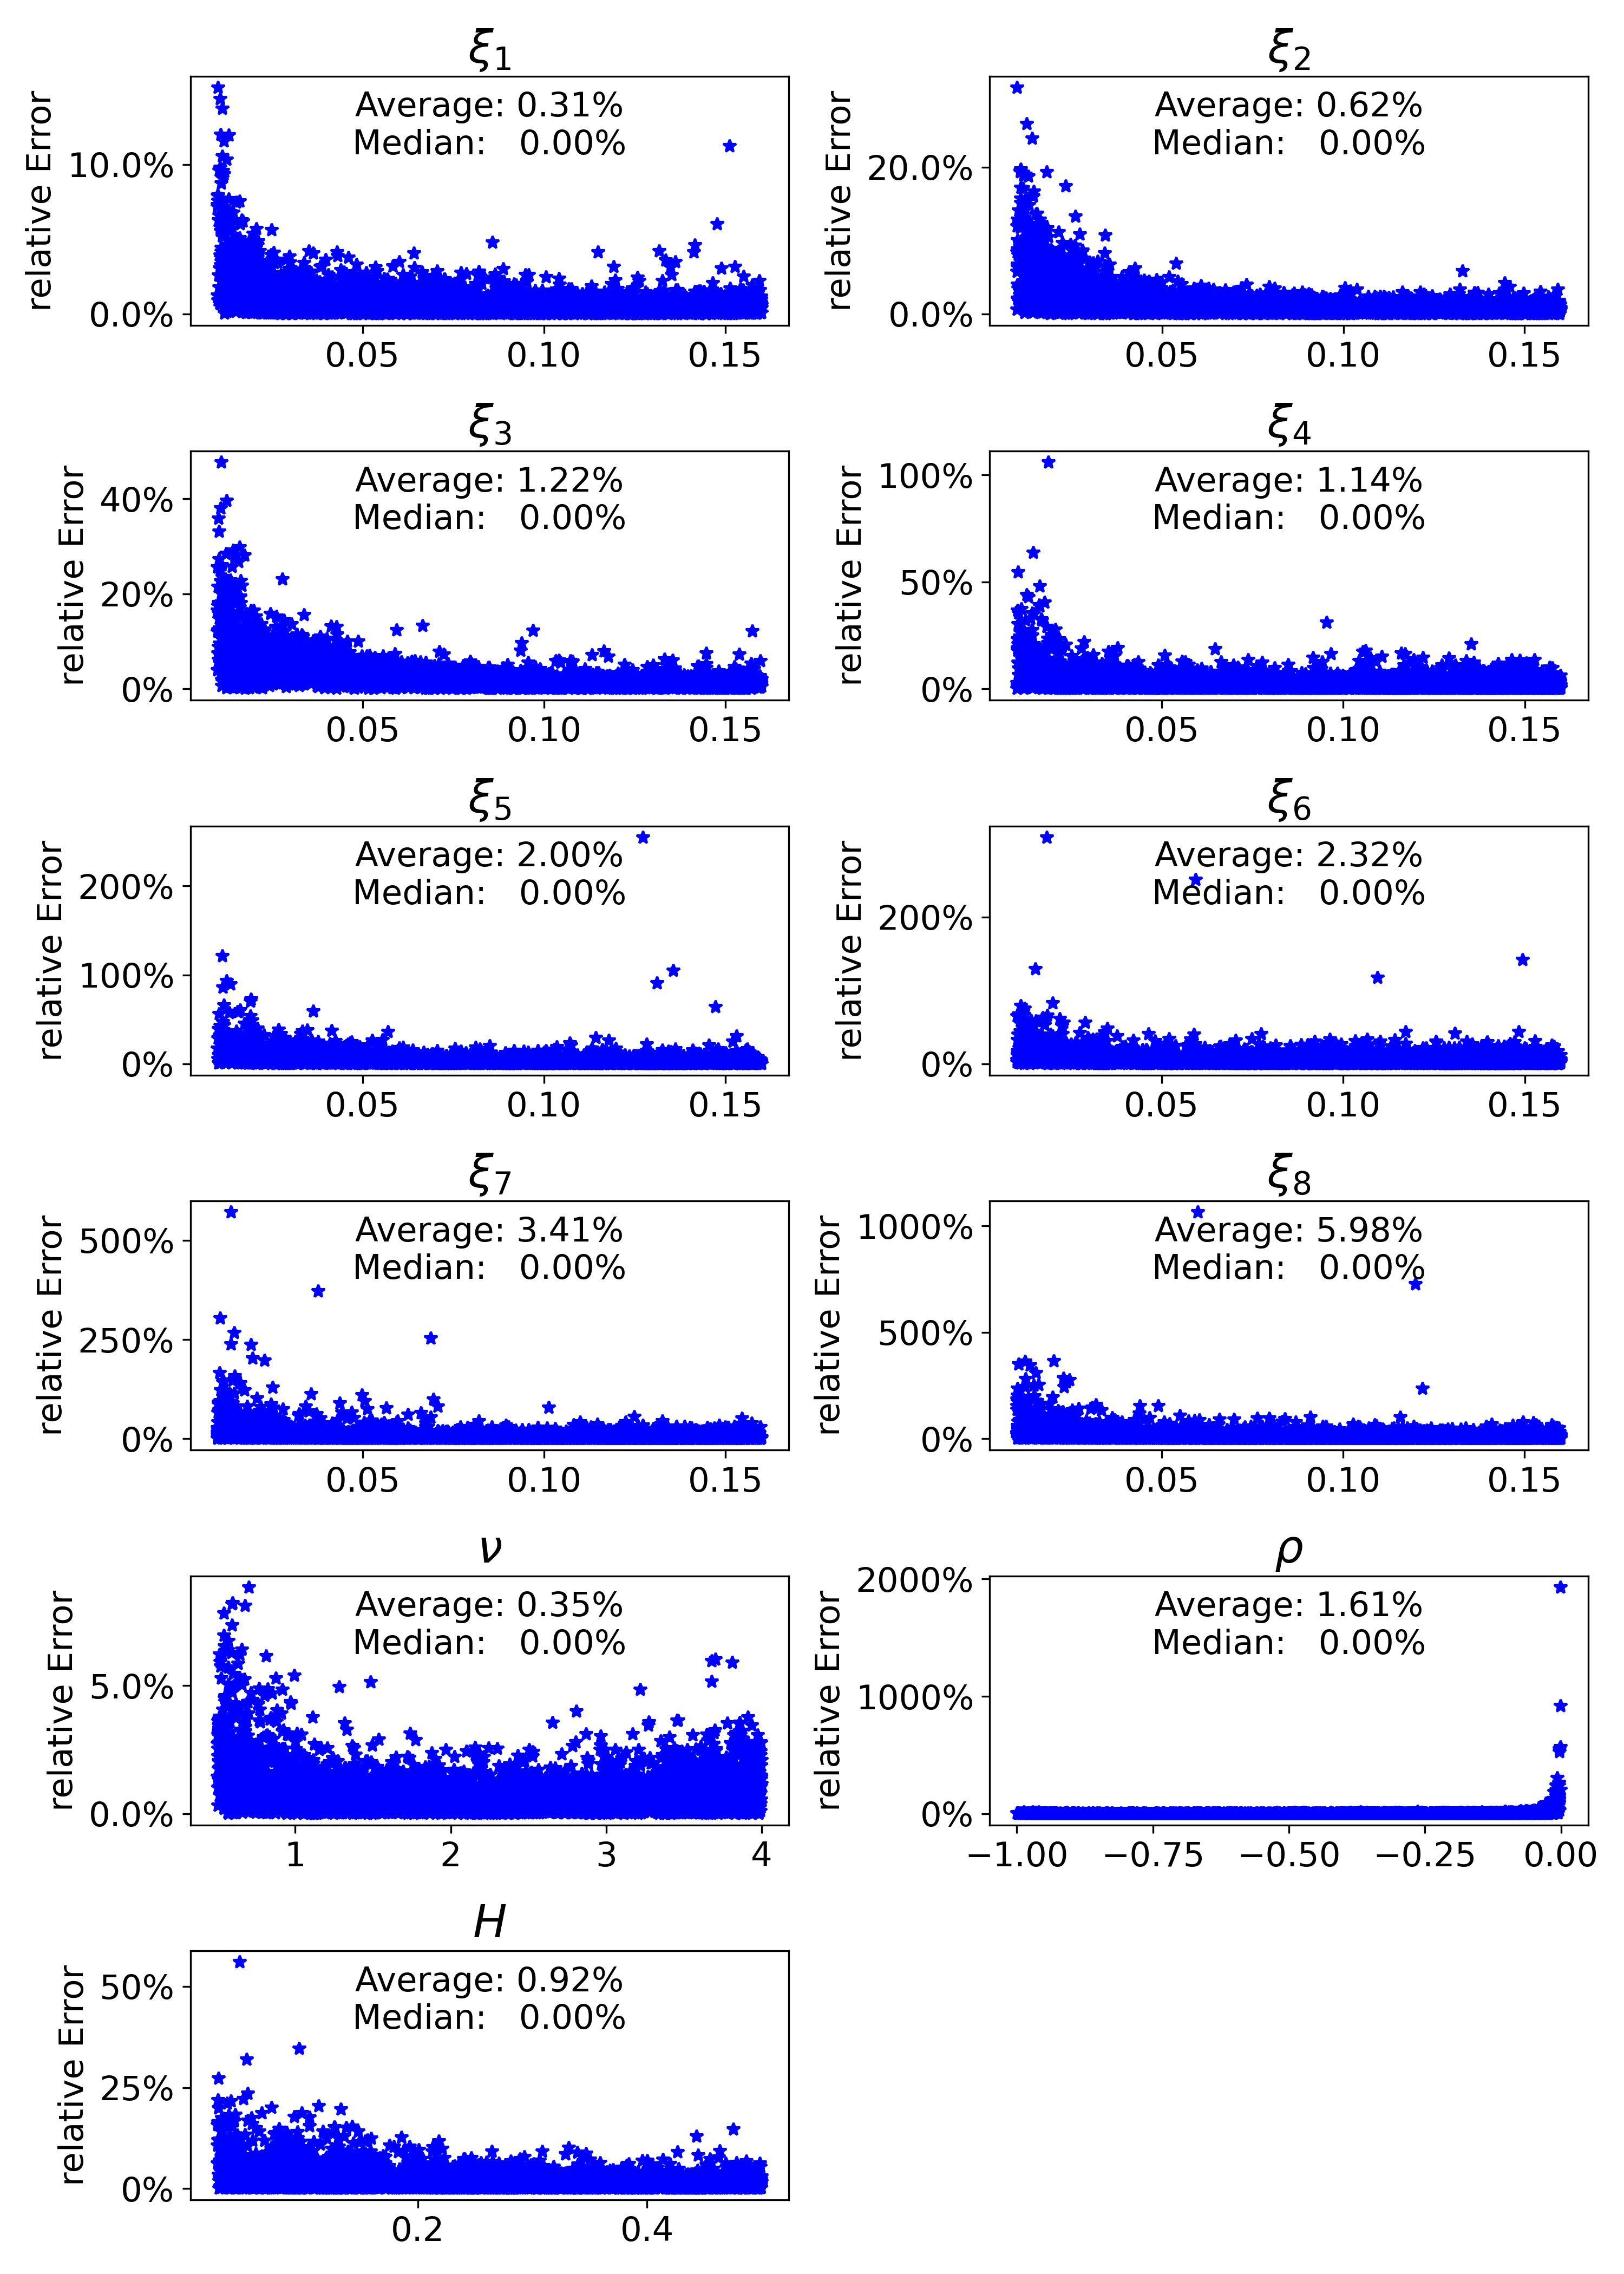 ξ1
relative Error
10.0%
0.0%
Average: 0.31%
Median: 0.00%
0.05 0.10 0.15
ξ2
relative Error
20.0%
0.0%
Average: 0.62%
Median: 0.00%
0.05 0.10 0.15
ξ3
relative Error
40%
20%
0%
Average: 1.22%
Median: 0.00%
0.05 0.10 0.15
ξ4
relative Error
100%
50%
0%
Average: 1.14%
Median: 0.00%
0.05 0.10 0.15
ξ5
relative Error
200%
100%
0%
Average: 2.00%
Median: 0.00%
0.05 0.10 0.15
ξ6
relative Error
200%
0%
Average: 2.32%
Median: 0.00%
0.05 0.10 0.15
ξ7
relative Error
500%
250%
0%
Average: 3.41%
Median: 0.00%
0.05 0.10 0.15
ξ8
relative Error
1000%
500%
0%
Average: 5.98%
Median: 0.00%
0.05 0.10 0.15
ν
relative Error
5.0%
0.0%
Average: 0.35%
Median: 0.00%
1 2 3 4
ρ
relative Error
2000%
1000%
0%
Average: 1.61%
Median: 0.00%
−1.00 −0.75 −0.50 −0.25 0.00
H
relative Error
50%
25%
0%
Average: 0.92%
Median: 0.00%
0.2 0.4